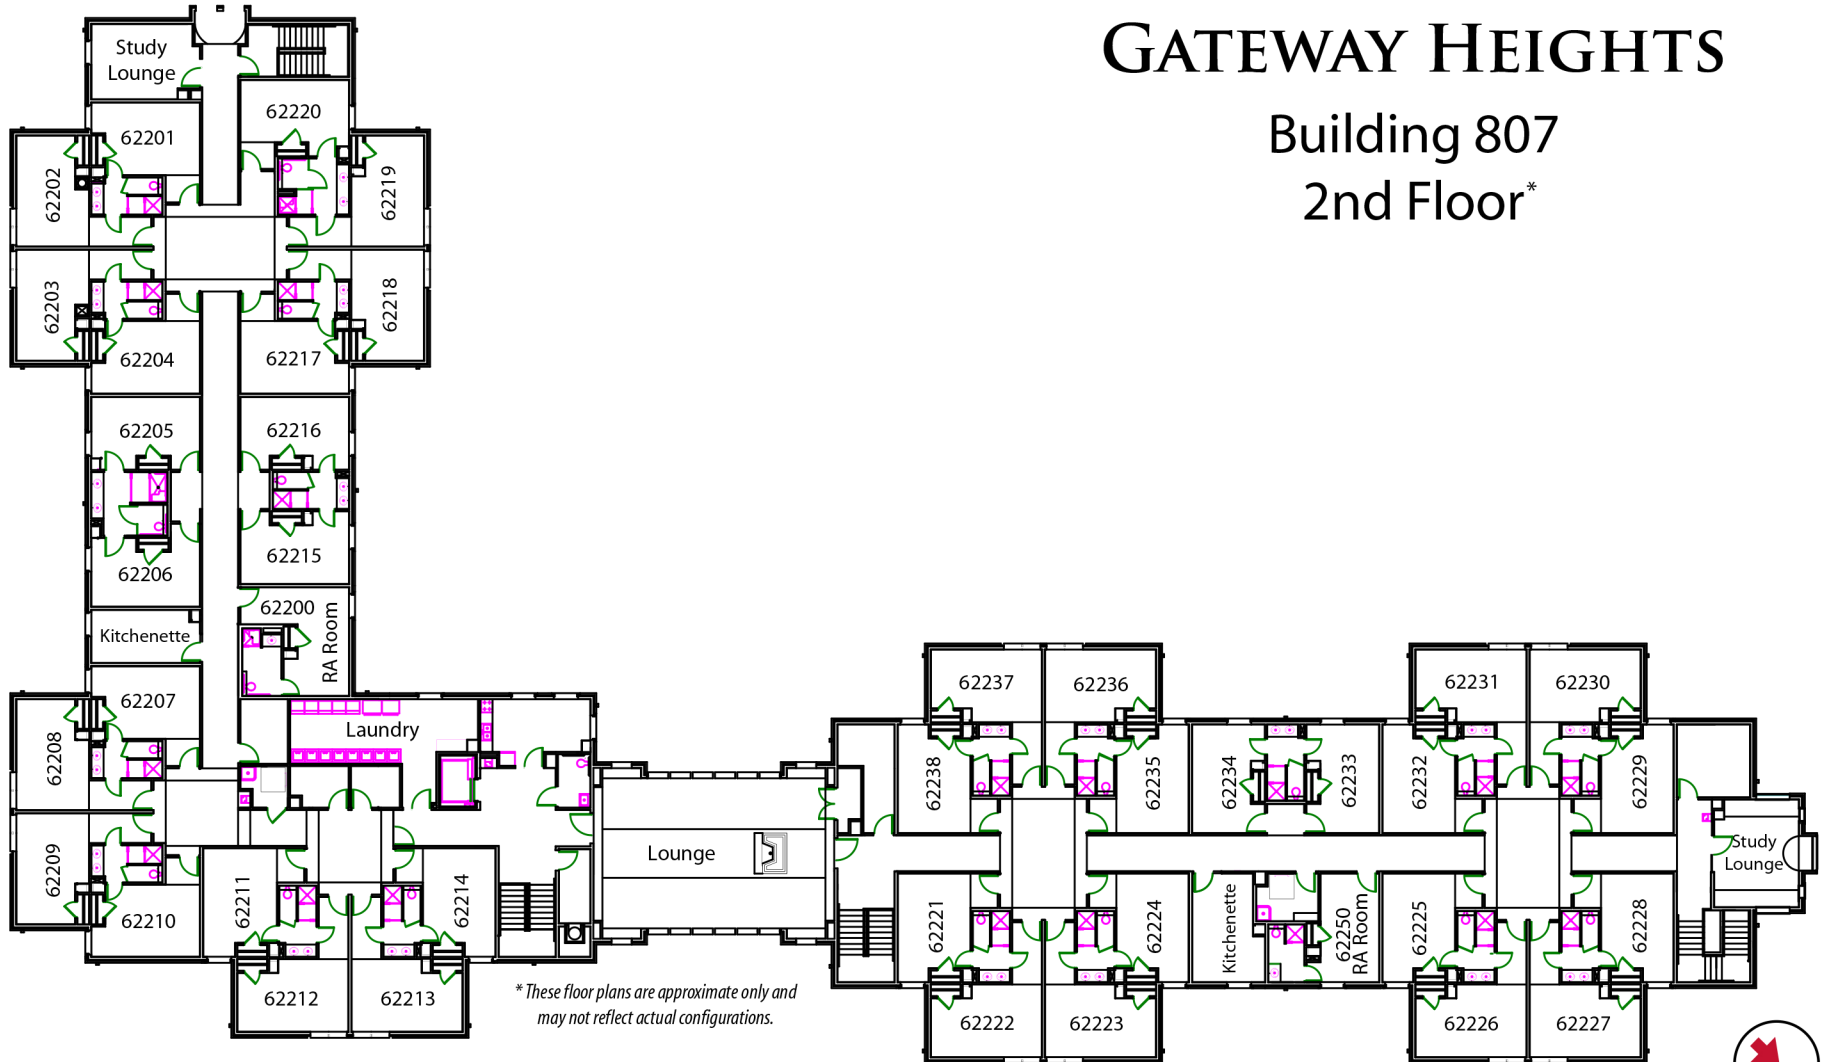 GATEWAY HEIGHTS
Building 807
2nd Floor*
Study
Lounge
62220
62201
62202
62219
62203
62218
62204
62217
62205
62216
62206
62215
62200
RA Room
Kitchenette
62207
62208
Laundry
62209
62210
62211
62214
62212
62213
Lounge
62237
62236
62231
62230
62238
62235
62234
62233
62232
62229
Study
Lounge
62221
62224
Kitchenette
62250
RA Room
62225
62228
62222
62223
62226
62227
* These floor plans are approximate only and
may not reflect actual configurations.